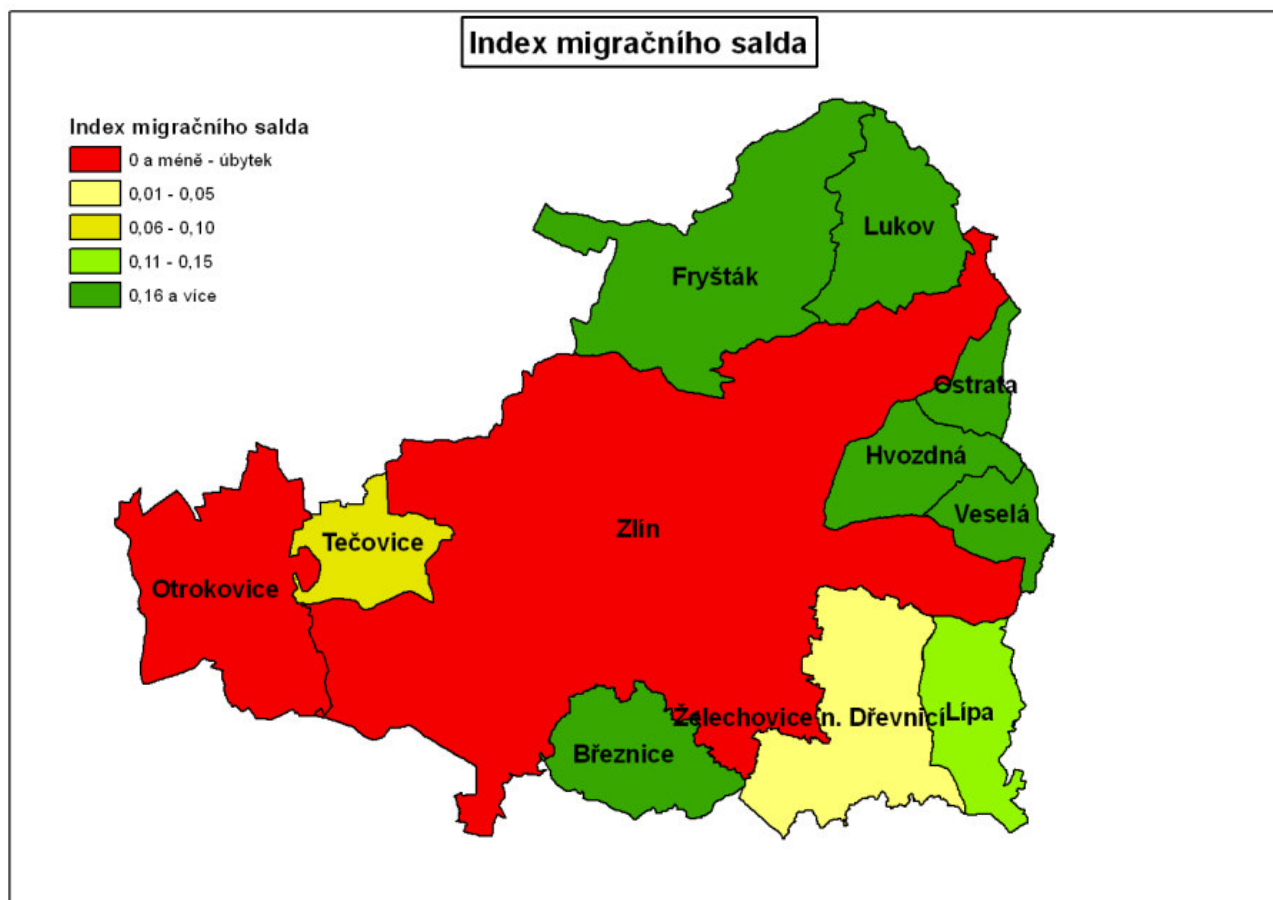 Index migračního salda
Index migračního salda
0 a méně - úbytek
0,01 - 0,05
0,06 - 0,10
0,11 - 0,15
0,16 a více
Lukov
Fryšták
Ostrata
Hvozdná
Veselá
Zlín
Tečovice
Otrokovice
Želechovice n. Dřevnicí
Lípa
Březnice